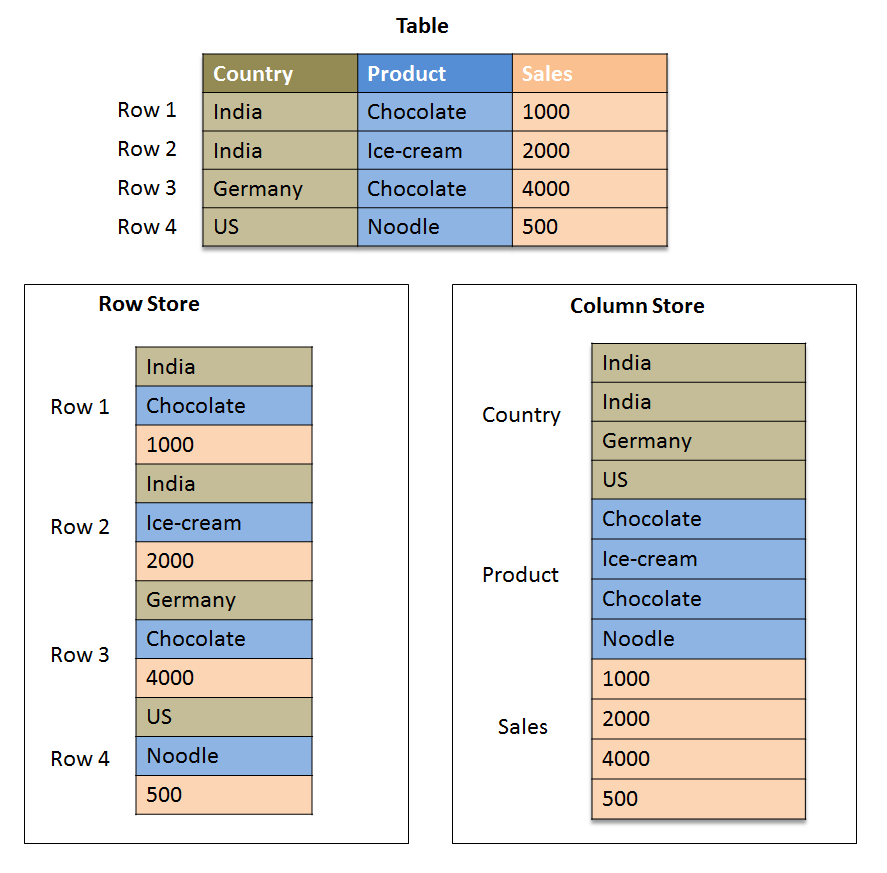 Table
Country Product Sales
Row 1 India Chocolate 1000
Row 2 India Ice-cream 2000
Row 3 Germany Chocolate 4000
Row 4 US Noodle 500
Row Store
Row 1
India
Chocolate
1000
Row 2
India
Ice-cream
2000
Row 3
Germany
Chocolate
4000
Row 4
US
Noodle
500
Column Store
Country
India
India
Germany
US
Product
Chocolate
Ice-cream
Chocolate
Noodle
Sales
1000
2000
4000
500